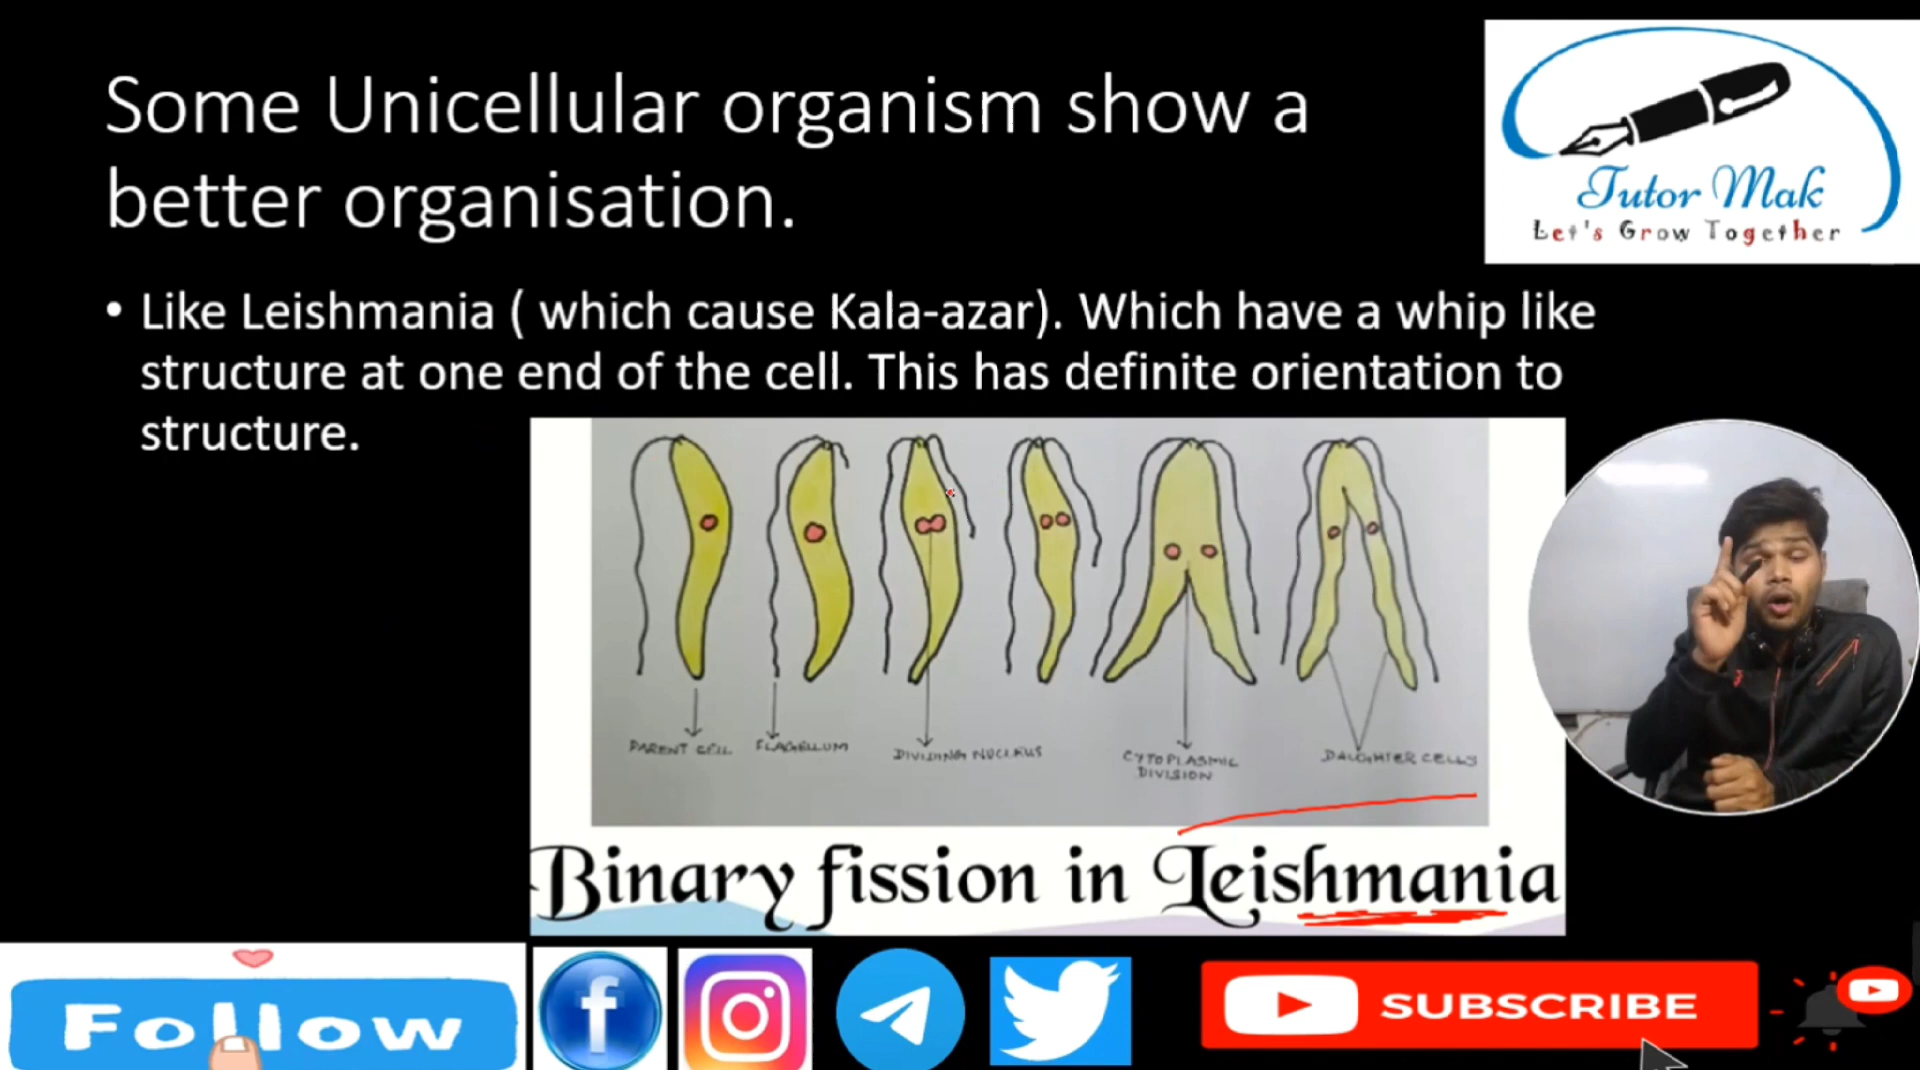 Some Unicellular organism show a
better organisation.
Tutor Mak
Let's Grow Together
• Like Leishmania ( which cause Kala-azar). Which have a whip like
structure at one end of the cell. This has definite orientation to
structure.
PARENT CELL
FLAGELLUM
DIVIDING NUCLEUS
CYTOPLASMIC
DIVISION
DAUGHTER CELLS
Binary fission in Leishmania
Follow
SUBSCRIBE